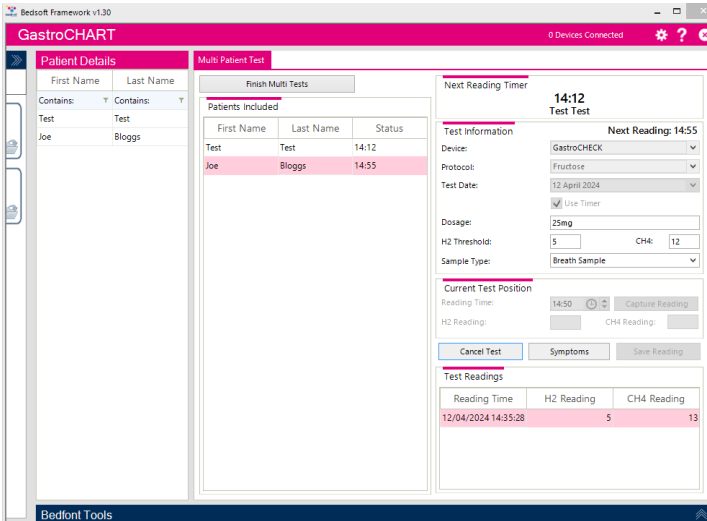 Bedsoft Framework v1.30
GastroCHART
0 Devices Connected
Patient Details
First Name Last Name
Contains: Contains:
Test Test
Joe Bloggs
Multi Patient Test
Finish Multi Tests
Patients Included
First Name Last Name Status
Test Test 14:12
Joe Bloggs 14:55
Next Reading Timer
14:12
Test Test
Test Information Next Reading: 14:55
Device: GastroCHECK
Protocol: Fructose
Test Date: 12 April 2024
Use Timer
Dosage: 25mg
H2 Threshold: 5 CH4: 12
Sample Type: Breath Sample
Current Test Position
Reading Time: 14:50 Capture Reading
H2 Reading: CH4 Reading:
Cancel Test Symptoms Save Reading
Test Readings
Reading Time H2 Reading CH4 Reading
12/04/2024 14:35:28 5 13
Bedfont Tools